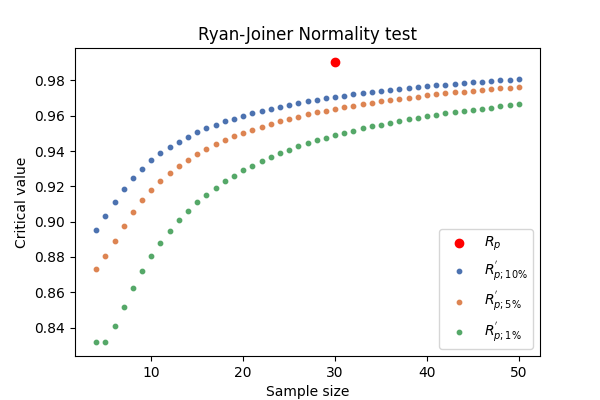 Ryan-Joiner Normality test
Critical value
0.98
0.96
0.94
0.92
0.90
0.88
0.86
0.84
R_p
R'_{p;10%}
R'_{p;5%}
R'_{p;1%}
10 20 30 40 50
Sample size